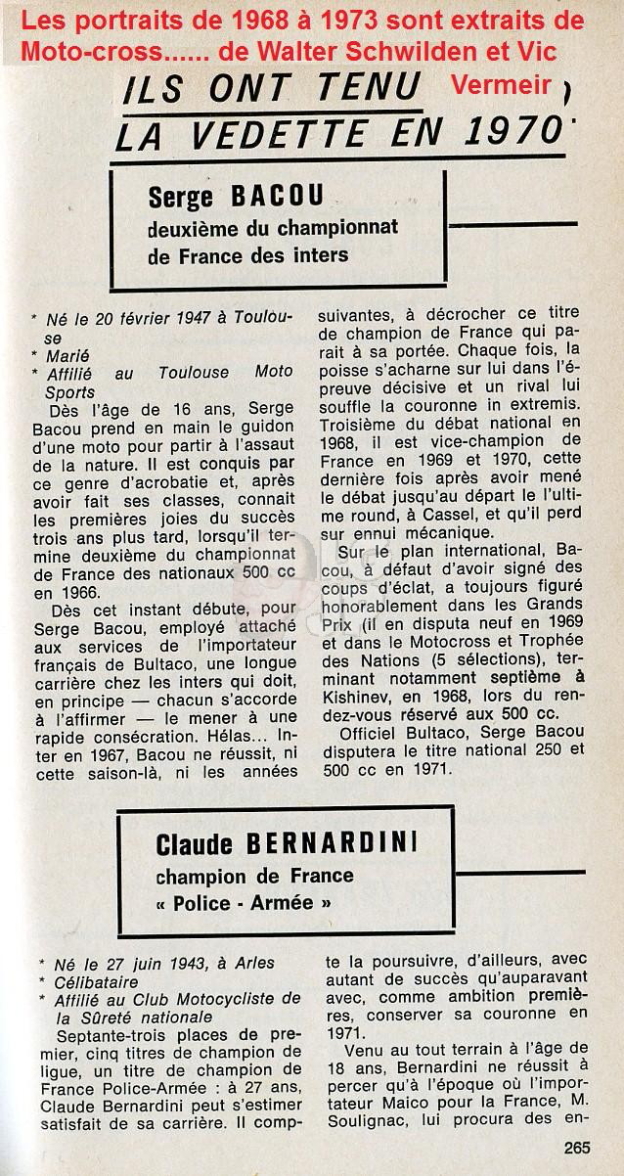 Les portraits de 1968 à 1973 sont extraits de
Moto-cross...... de Walter Schwilden et Vic
Vermeir
ILS ONT TENU
LA VEDETTE EN 1970
Serge BACOU
deuxième du championnat
de France des inters
* Né le 20 février 1947 à Toulou-
se
* Marié
* Affilié au Toulouse Moto
Sports
Dès l'âge de 16 ans, Serge
Bacou prend en main le guidon
d'une moto pour partir à l'assaut
de la nature. Il est conquis par
ce genre d'acrobatie et, après
avoir fait ses classes, connait
les premières joies du succès
trois ans plus tard, lorsqu'il ter-
mine deuxième du championnat
de France des nationaux 500 cc
en 1966.
Dès cet instant débute, pour
Serge Bacou, employé attaché
aux services de l'importateur
français de Bultaco, une longue
carrière chez les inters qui doit,
en principe — chacun s'accorde
à l'affirmer — le mener à une
rapide consécration. Hélas... In-
ter en 1967, Bacou ne réussit, ni
cette saison-là, ni les années
suivantes, à décrocher ce titre
de champion de France qui pa-
rait à sa portée. Chaque fois, la
poisse s'acharne sur lui dans l'é-
preuve décisive et un rival lui
souffle la couronne in extremis.
Troisième du débat national en
1968, il est vice-champion de
France en 1969 et 1970, cette
dernière fois après avoir mené
le débat jusqu'au départ le l'ulti-
me round, à Cassel, et qu'il perd
sur ennui mécanique.
Sur le plan international, Ba-
cou, à défaut d'avoir signé des
coups d'éclat, a toujours figuré
honorablement dans les Grands
Prix (il en disputa neuf en 1969
et dans le Motocross et Trophée
des Nations (5 sélections), ter-
minant notamment septième à
Kishinev, en 1968, lors du ren-
dez-vous réservé aux 500 cc.
Officiel Bultaco, Serge Bacou
disputera le titre national 250 et
500 cc en 1971.
Claude BERNARDINI
champion de France
« Police - Armée »
* Né le 27 juin 1943, à Arles
* Célibataire
* Affilié au Club Motocycliste de
la Sûreté nationale
Septante-trois places de pre-
mier, cinq titres de champion de
ligue, un titre de champion de
France Police-Armée : à 27 ans,
Claude Bernardini peut s'estimer
satisfait de sa carrière. Il comp-
te la poursuivre, d'ailleurs, avec
autant de succès qu'auparavant
avec, comme ambition premiè-
res, conserver sa couronne en
1971.
Venu au tout terrain à l'âge de
18 ans, Bernardini ne réussit à
percer qu'à l'époque où l'impor-
tateur Maico pour la France, M.
Soulignac, lui procura des en-
265